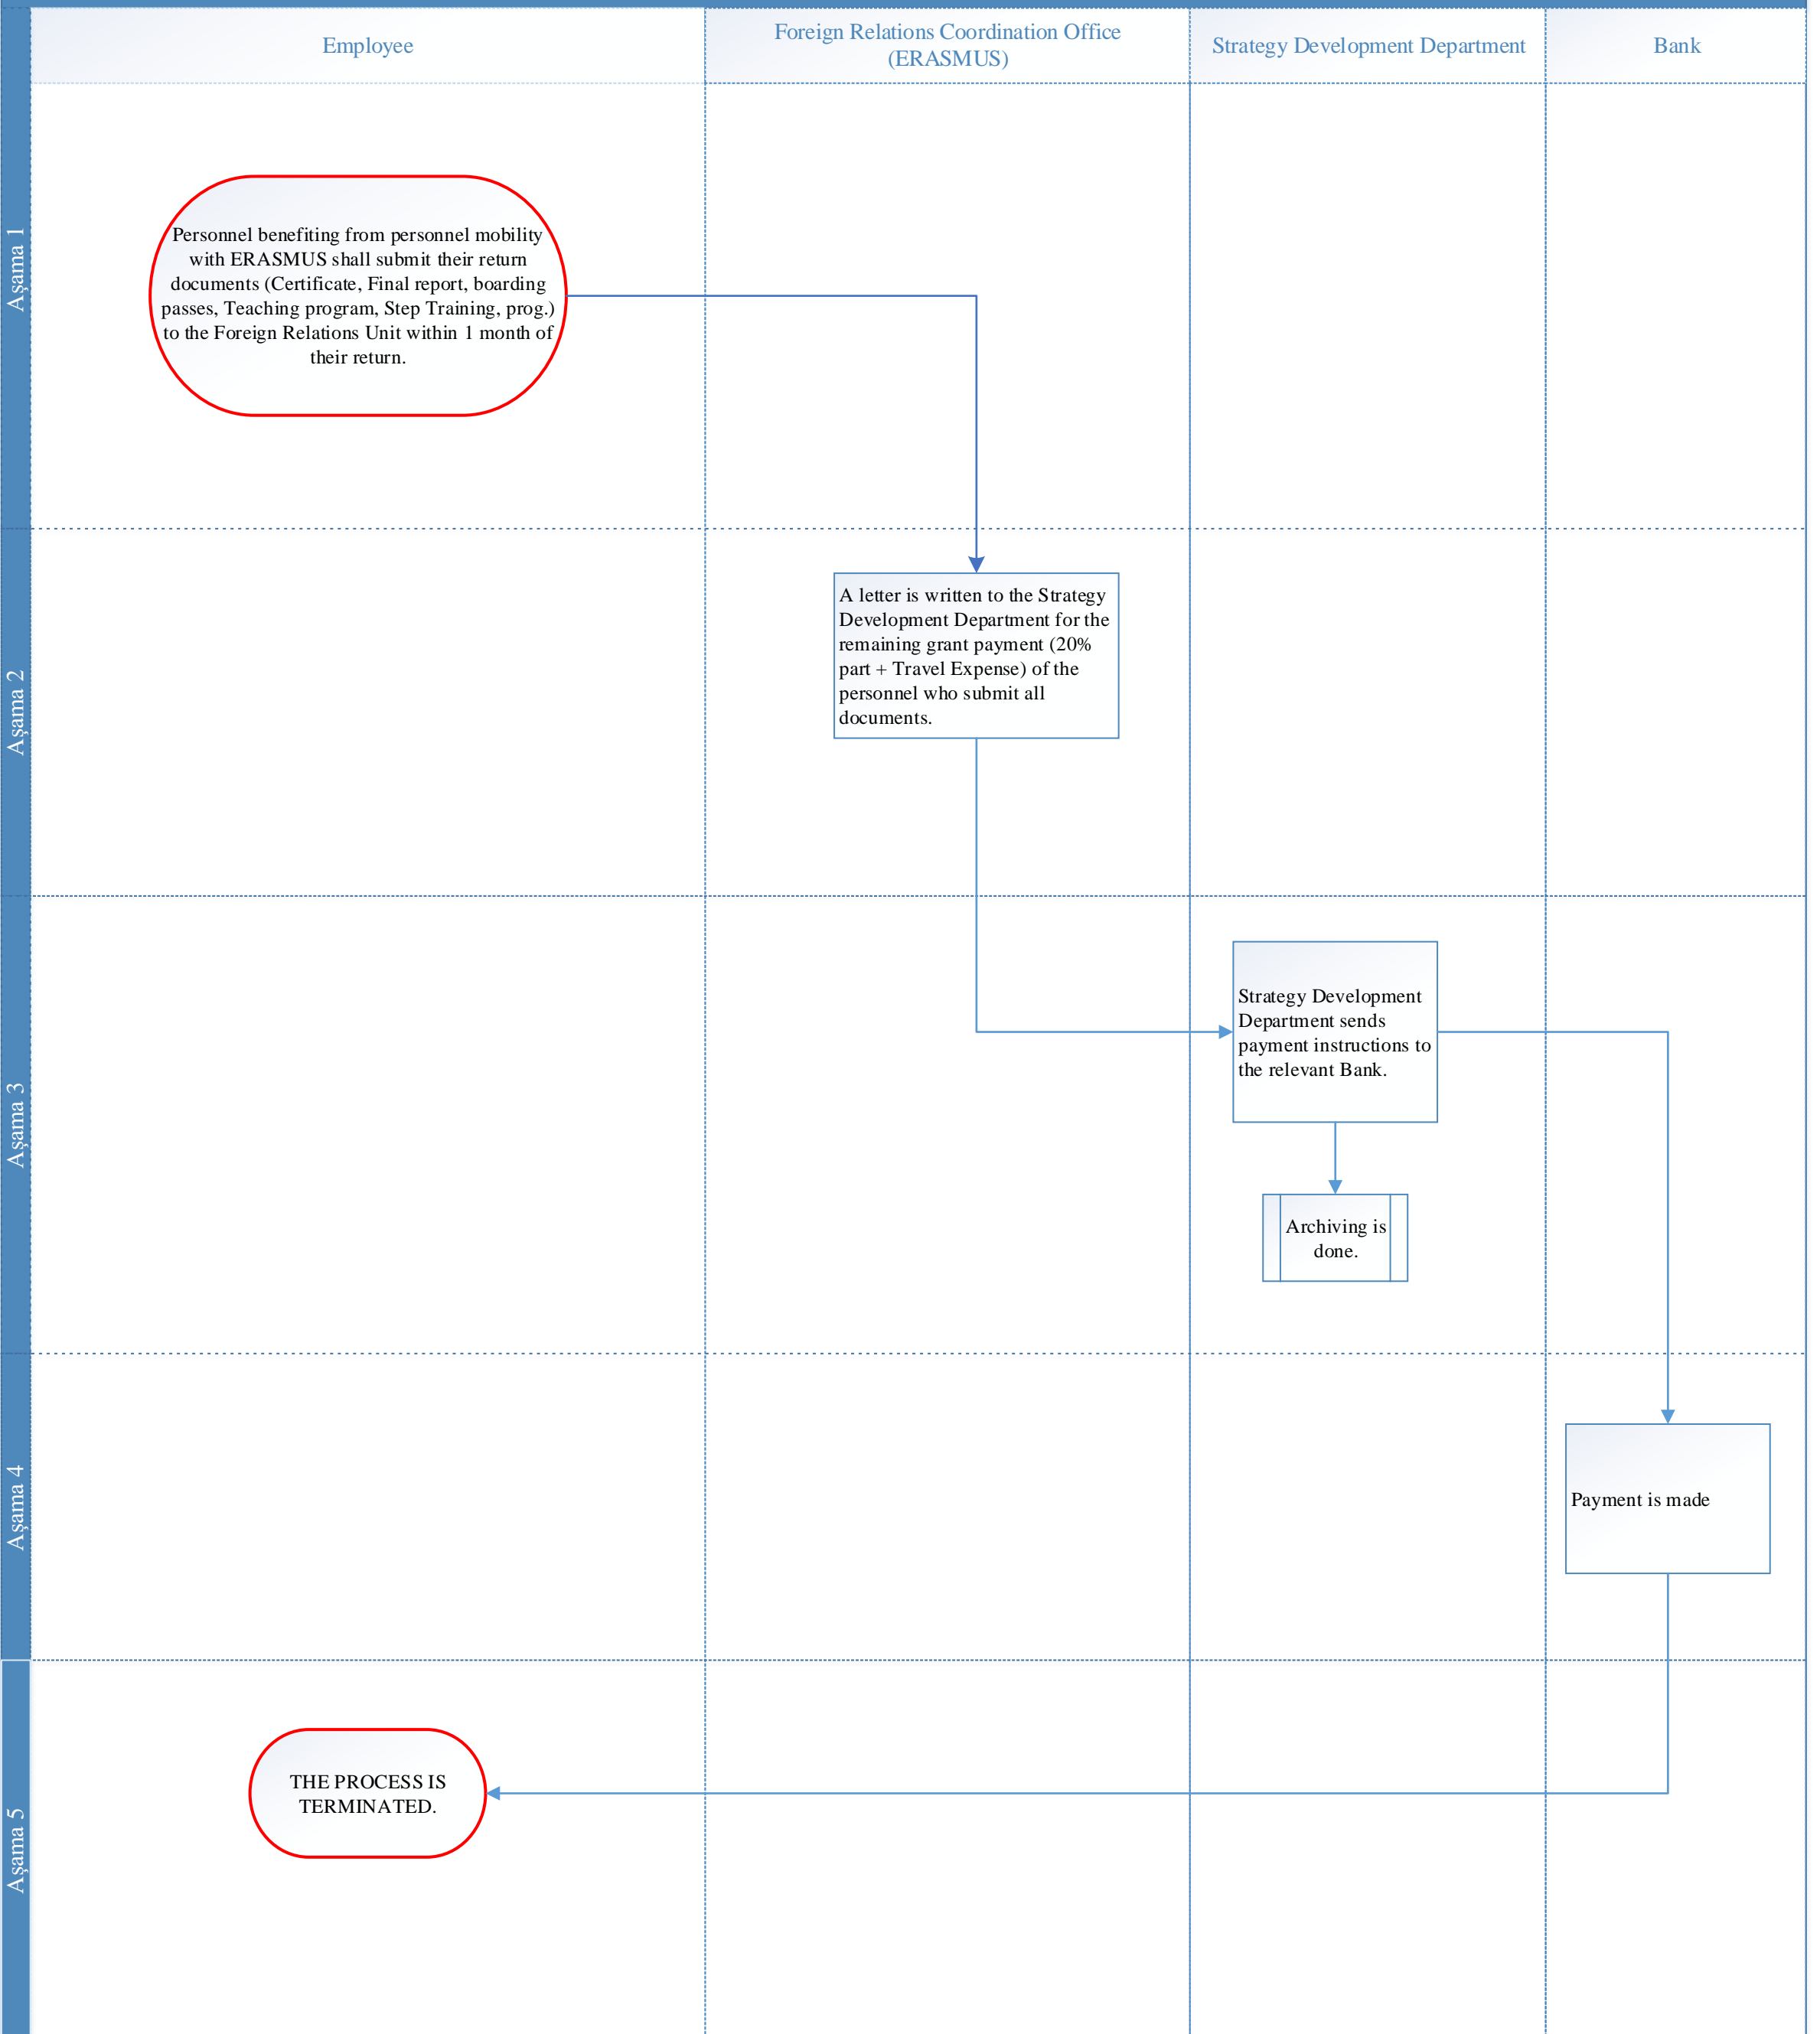 Employee
Foreign Relations Coordination Office
(ERASMUS)
Strategy Development Department
Bank
Aşama 1
Personnel benefiting from personnel mobility
with ERASMUS shall submit their return
documents (Certificate, Final report, boarding
passes, Teaching program, Step Training, prog.)
to the Foreign Relations Unit within 1 month of
their return.
Aşama 2
A letter is written to the Strategy
Development Department for the
remaining grant payment (20%
part + Travel Expense) of the
personnel who submit all
documents.
Aşama 3
Strategy Development
Department sends
payment instructions to
the relevant Bank.
Archiving is
done.
Aşama 4
Payment is made
Aşama 5
THE PROCESS IS
TERMINATED.